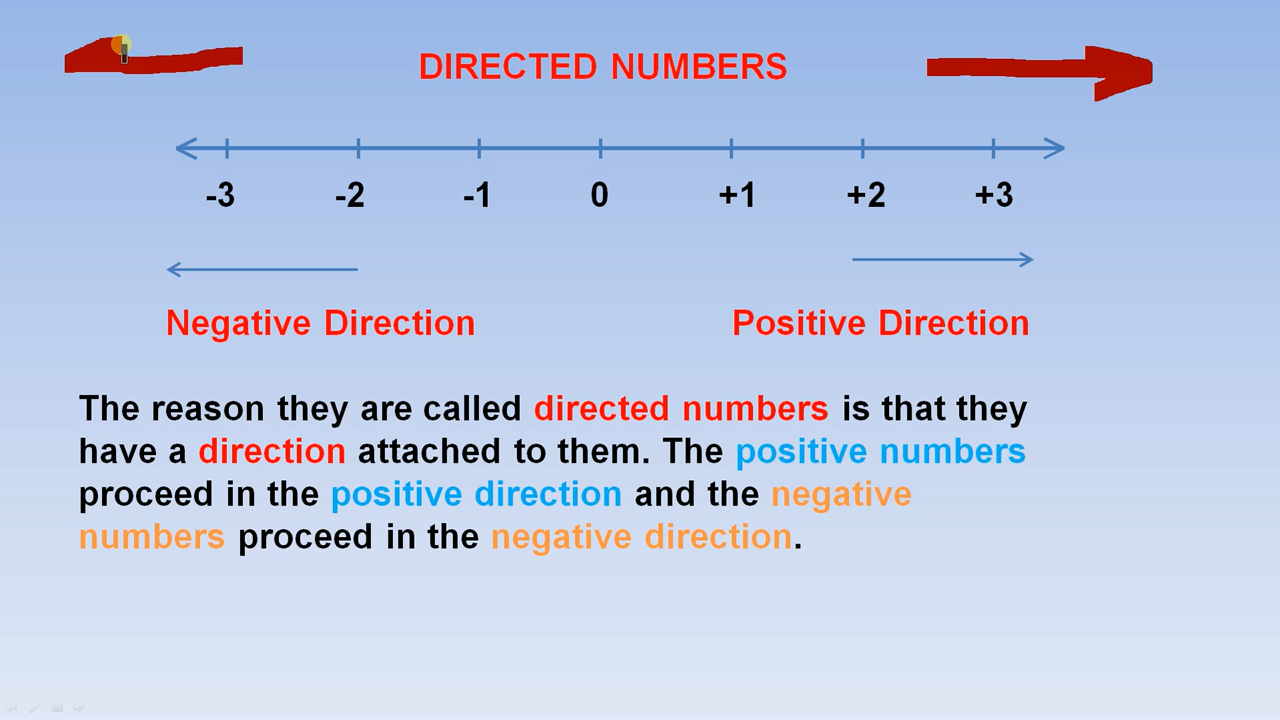 DIRECTED NUMBERS
-3 -2 -1 0 +1 +2 +3
Negative Direction Positive Direction
The reason they are called directed numbers is that they
have a direction attached to them. The positive numbers
proceed in the positive direction and the negative
numbers proceed in the negative direction.